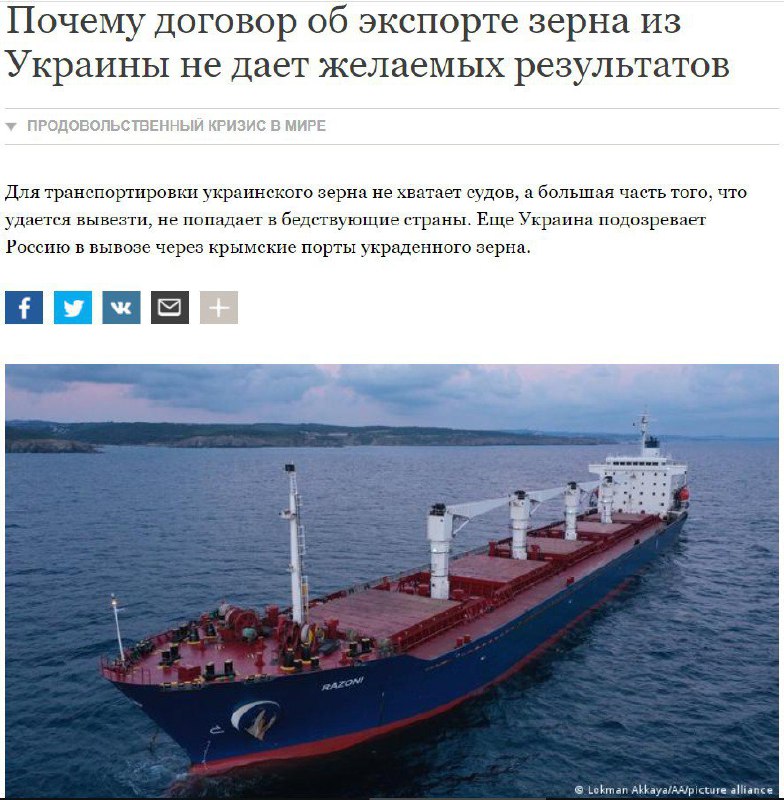 Почему договор об экспорте зерна из
Украины не дает желаемых результатов
ПРОДОВОЛЬСТВЕННЫЙ КРИЗИС В МИРЕ
Для транспортировки украинского зерна не хватает судов, а большая часть того, что
удается вывезти, не попадает в бедствующие страны. Еще Украина подозревает
Россию в вывозе через крымские порты украденного зерна.
RAZONI
© Lokman Akkaya/AA/picture alliance